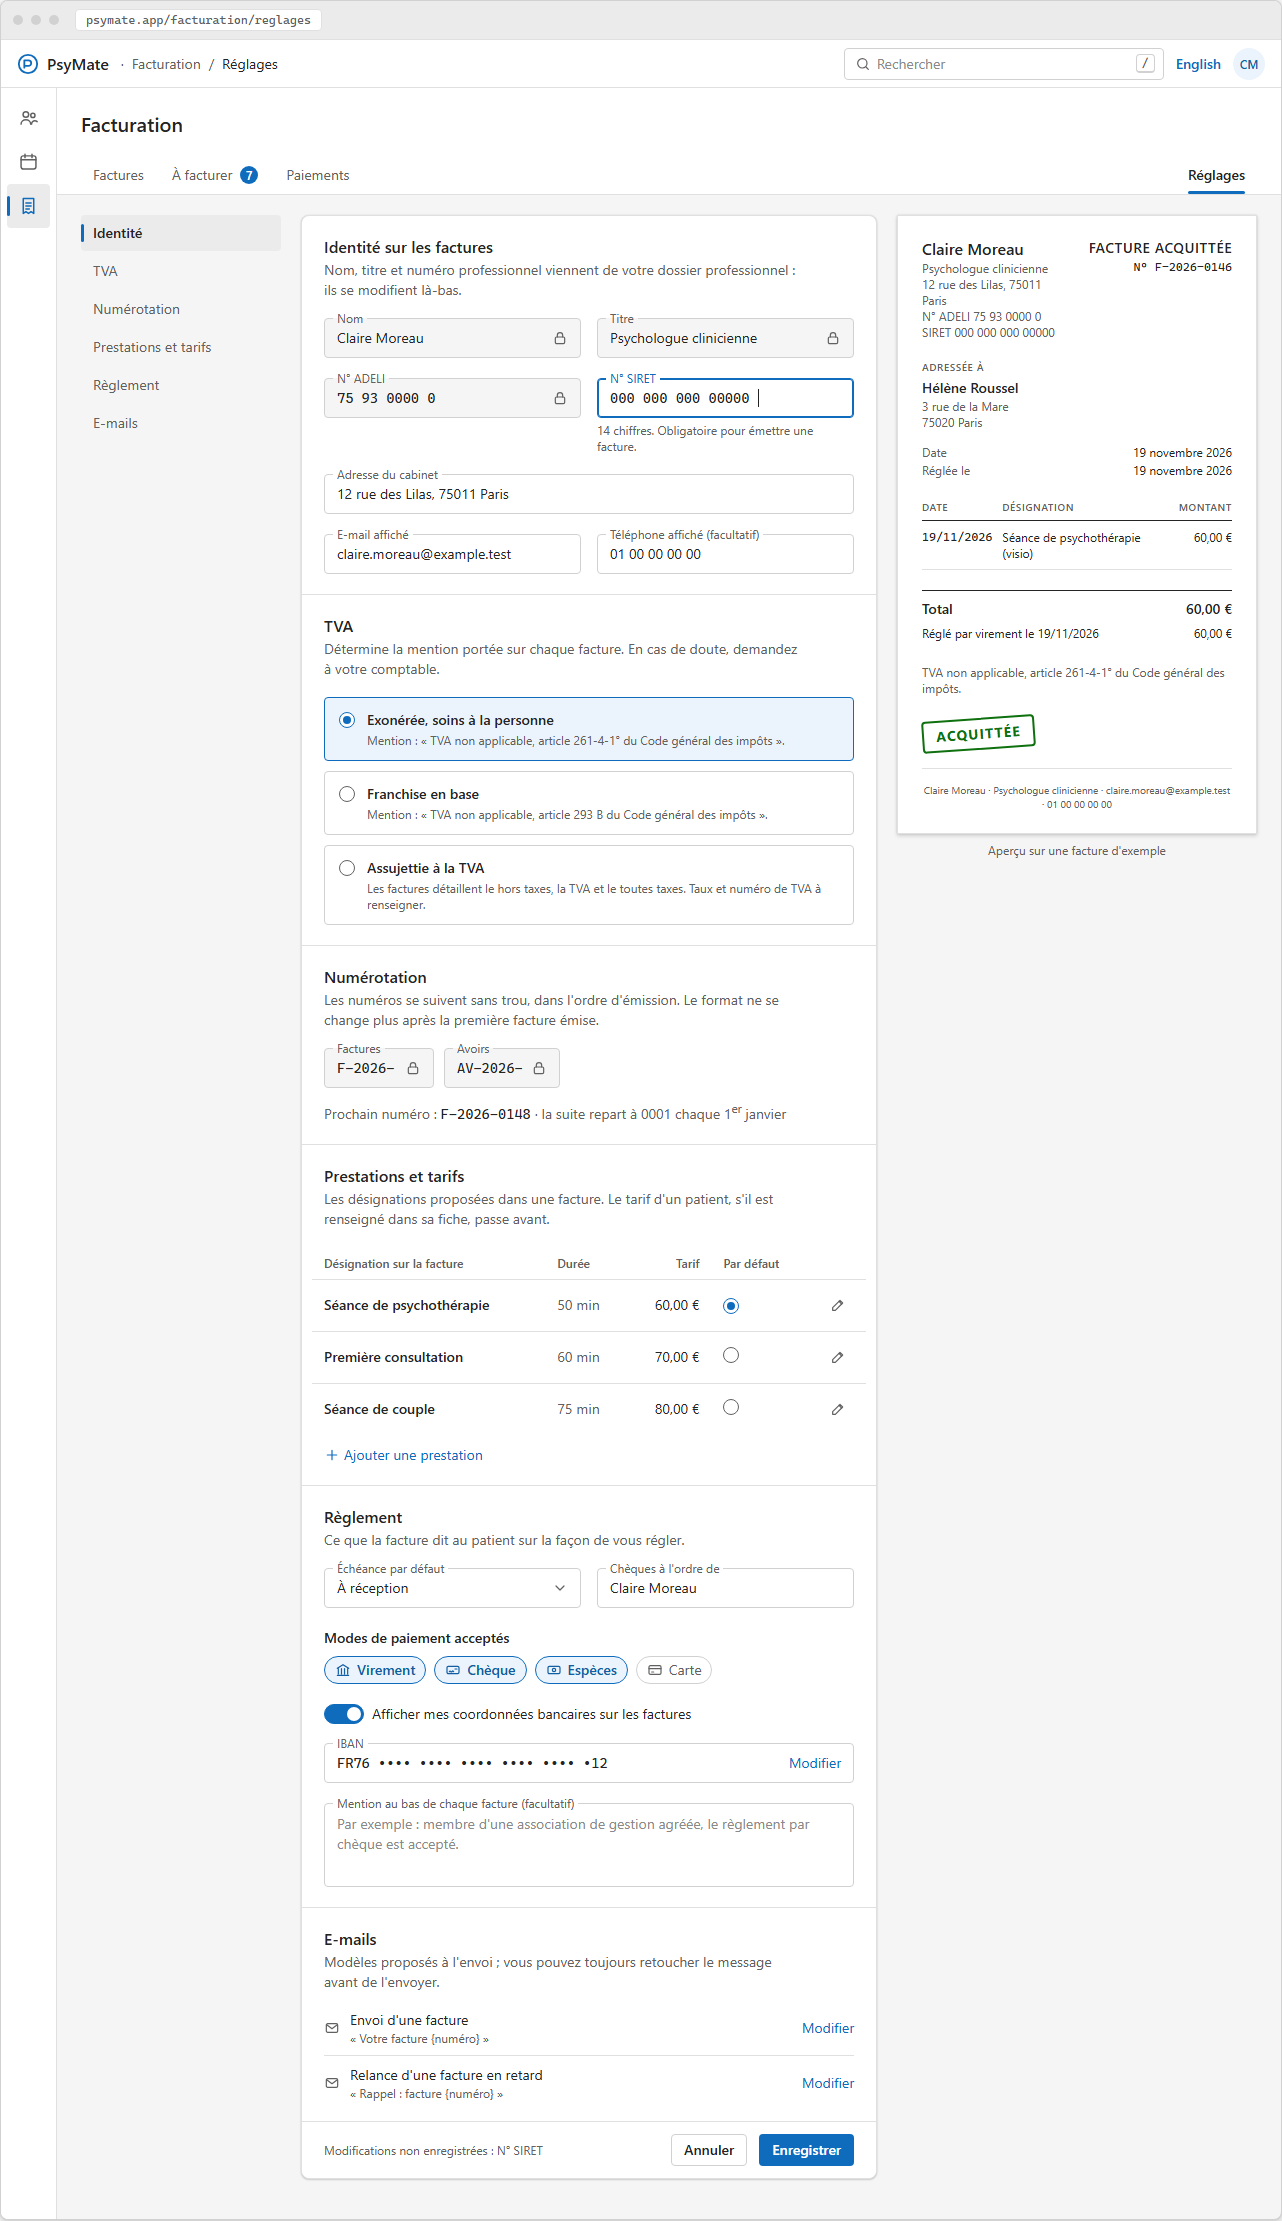 psymate.app/facturation/reglages
PsyMate · Facturation / Réglages
Rechercher /
English
CM
Facturation
Factures
À facturer 7
Paiements
Réglages
Identité
TVA
Numérotation
Prestations et tarifs
Règlement
E-mails
Identité sur les factures
Nom, titre et numéro professionnel viennent de votre dossier professionnel :
ils se modifient là-bas.
Nom
Claire Moreau
Titre
Psychologue clinicienne
N° ADELI
75 93 0000 0
N° SIRET
000 000 000 00000
14 chiffres. Obligatoire pour émettre une
facture.
Adresse du cabinet
12 rue des Lilas, 75011 Paris
E-mail affiché
claire.moreau@example.test
Téléphone affiché (facultatif)
01 00 00 00 00
TVA
Détermine la mention portée sur chaque facture. En cas de doute, demandez
à votre comptable.
Exonérée, soins à la personne
Mention : « TVA non applicable, article 261-4-1° du Code général des impôts ».
Franchise en base
Mention : « TVA non applicable, article 293 B du Code général des impôts ».
Assujettie à la TVA
Les factures détaillent le hors taxes, la TVA et le toutes taxes. Taux et numéro de TVA à
renseigner.
Numérotation
Les numéros se suivent sans trou, dans l'ordre d'émission. Le format ne se
change plus après la première facture émise.
Factures
F-2026-
Avoirs
AV-2026-
Prochain numéro : F-2026-0148 · la suite repart à 0001 chaque 1er janvier
Prestations et tarifs
Les désignations proposées dans une facture. Le tarif d'un patient, s'il est
renseigné dans sa fiche, passe avant.
Désignation sur la facture Durée Tarif Par défaut
Séance de psychothérapie 50 min 60,00 €
Première consultation 60 min 70,00 €
Séance de couple 75 min 80,00 €
+ Ajouter une prestation
Règlement
Ce que la facture dit au patient sur la façon de vous régler.
Échéance par défaut
À réception
Chèques à l'ordre de
Claire Moreau
Modes de paiement acceptés
Virement
Chèque
Espèces
Carte
Afficher mes coordonnées bancaires sur les factures
IBAN
FR76 •••• •••• •••• •••• •••• •12
Modifier
Mention au bas de chaque facture (facultatif)
Par exemple : membre d'une association de gestion agréée, le règlement par
chèque est accepté.
E-mails
Modèles proposés à l'envoi ; vous pouvez toujours retoucher le message
avant de l'envoyer.
Envoi d'une facture
« Votre facture {numéro} »
Modifier
Relance d'une facture en retard
« Rappel : facture {numéro} »
Modifier
Modifications non enregistrées : N° SIRET
Annuler
Enregistrer
Claire Moreau
Psychologue clinicienne
12 rue des Lilas, 75011
Paris
N° ADELI 75 93 0000 0
SIRET 000 000 000 00000
FACTURE ACQUITTÉE
N° F-2026-0146
ADRESSÉE À
Hélène Roussel
3 rue de la Mare
75020 Paris
Date 19 novembre 2026
Réglée le 19 novembre 2026
DATE DÉSIGNATION MONTANT
19/11/2026 Séance de psychothérapie 60,00 €
(visio)
Total 60,00 €
Réglé par virement le 19/11/2026 60,00 €
TVA non applicable, article 261-4-1° du Code général des
impôts.
ACQUITTÉE
Claire Moreau · Psychologue clinicienne · claire.moreau@example.test
· 01 00 00 00 00
Aperçu sur une facture d'exemple